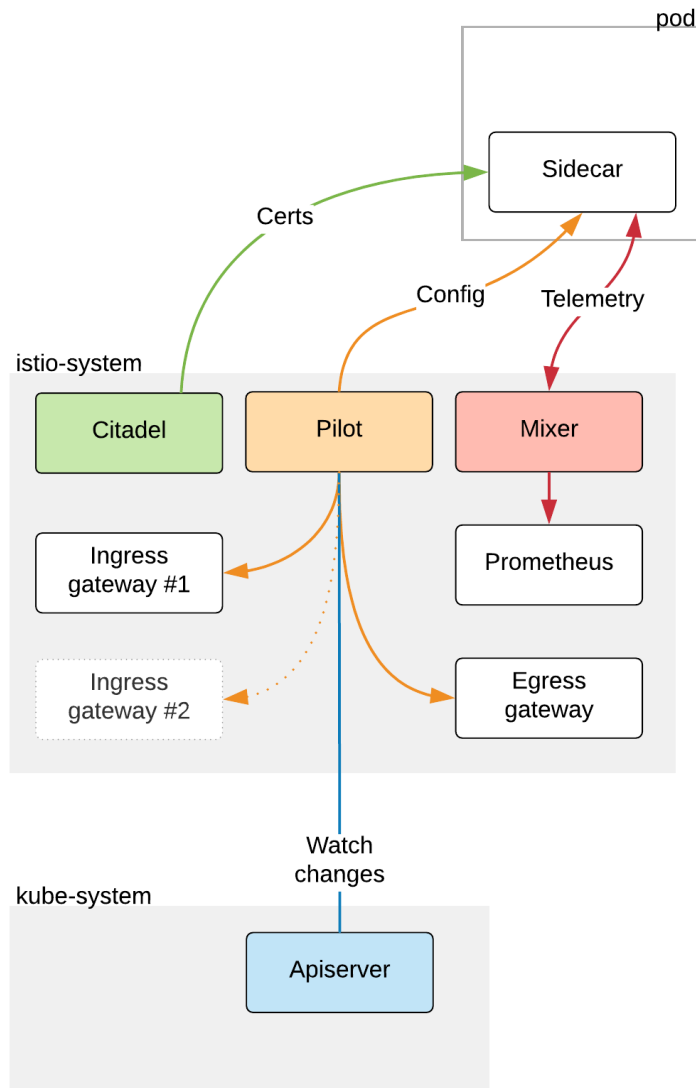 pod
Sidecar
Certs
Config
Telemetry
istio-system
Citadel
Pilot
Mixer
Ingress
gateway #1
Prometheus
Ingress
gateway #2
Egress
gateway
Watch
changes
kube-system
Apiserver